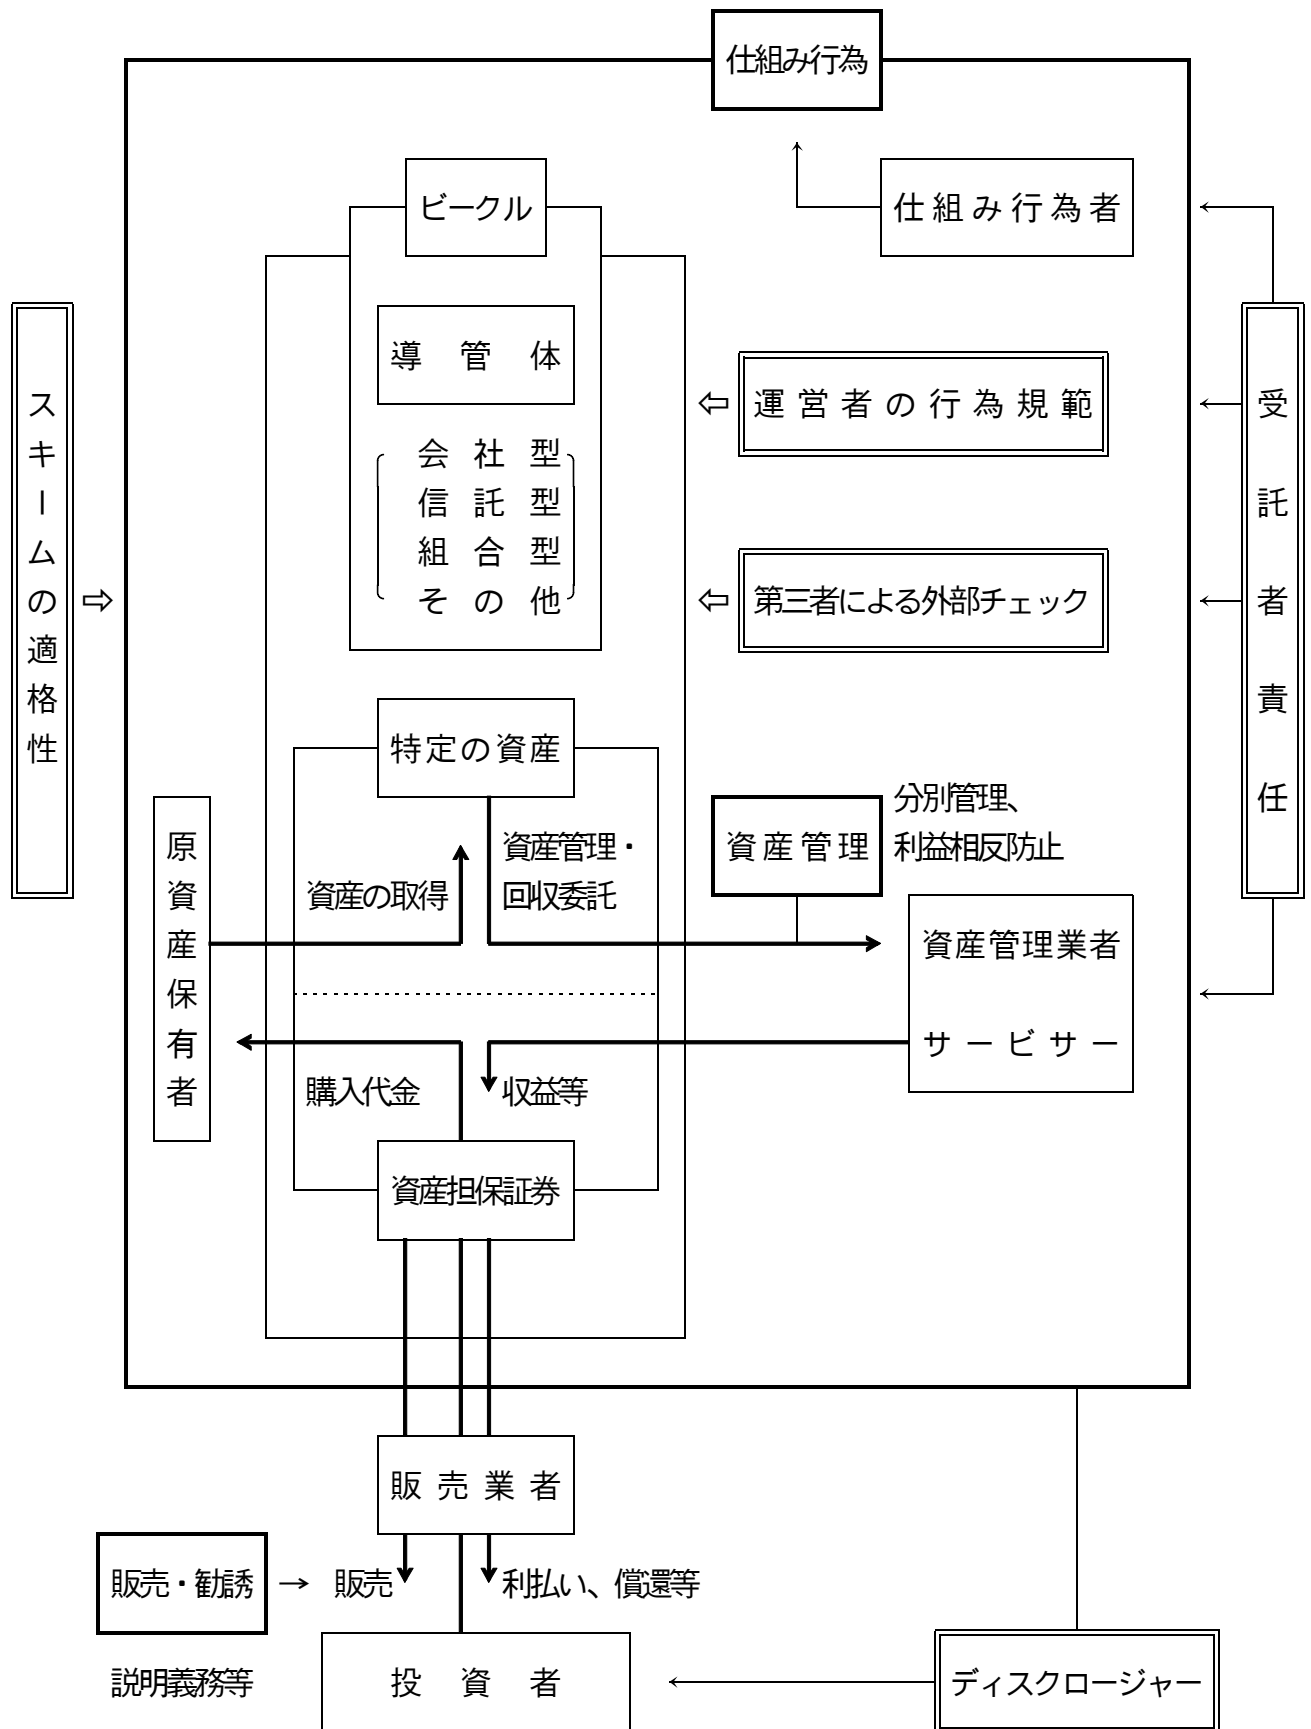 仕組み行為
ビークル
仕組み行為者
導管体
運営者の行為規範
会社型
信託型
組合型
その他
第三者による外部チェック
スキームの適格性
受託者責任
特定の資産
資産管理
分別管理、
利益相反防止
原資産保有者
資産の取得
資産管理・
回収委託
資産管理業者
サービサー
購入代金
収益等
資産担保証券
販売業者
販売・勧誘
販売
利払い、償還等
説明義務等
投資者
ディスクロージャー